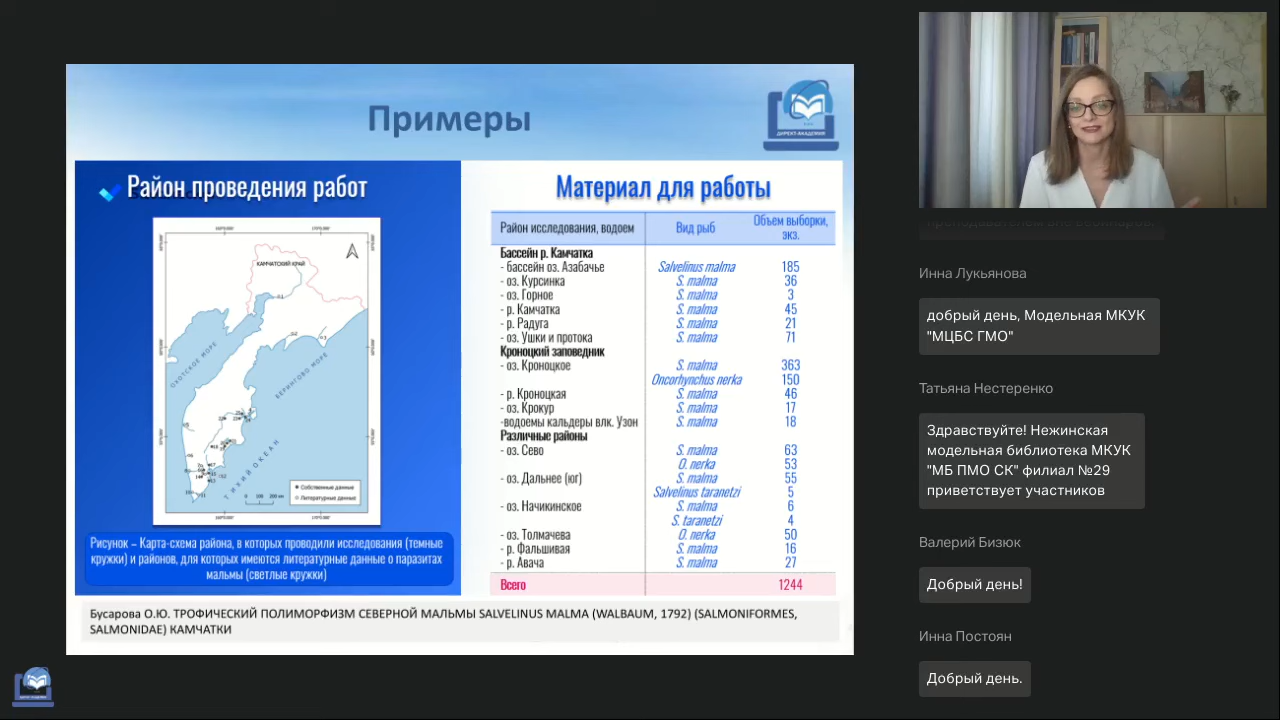 Примеры
ДИРЕКТ-АКАДЕМИЯ
Район проведения работ
КАМЧАТСКИЙ КРАЙ
ОХОТСКОЕ МОРЕ
БЕРИНГОВО МОРЕ
ТИХИЙ ОКЕАН
Собственные данные
Литературные данные
0 100 200 км
Рисунок – Карта-схема района, в которых проводили исследования (темные
кружки) и районов, для которых имеются литературные данные о паразитах
мальмы (светлые кружки)
Материал для работы
Район исследования, водоем Вид рыб Объем выборки, экз.
Бассейн р. Камчатка
- бассейн оз. Азабачье Salvelinus malma 185
- оз. Курсинка S. malma 36
- оз. Горное S. malma 3
- р. Камчатка S. malma 45
- р. Радуга S. malma 21
- оз. Ушки и протока S. malma 71
Кроноцкий заповедник
- оз. Кроноцкое S. malma 363
Oncorhynchus nerka 150
- р. Кроноцкая S. malma 46
- оз. Крокур S. malma 17
-водоемы кальдеры влк. Узон S. malma 18
Различные районы
- оз. Сево S. malma 63
O. nerka 53
- оз. Дальнее (юг) S. malma 55
Salvelinus taranetzi 5
- оз. Начикинское S. malma 6
S. taranetzi 4
- оз. Толмачева O. nerka 50
- р. Фальшивая S. malma 16
- р. Авача S. malma 27
Всего 1244
Бусарова О.Ю. ТРОФИЧЕСКИЙ ПОЛИМОРФИЗМ СЕВЕРНОЙ МАЛЬМЫ SALVELINUS MALMA (WALBAUM, 1792) (SALMONIFORMES,
SALMONIDAE) КАМЧАТКИ
Инна Лукьянова
добрый день, Модельная МКУК
"МЦБС ГМО"
Татьяна Нестеренко
Здравствуйте! Нежинская
модельная библиотека МКУК
"МБ ПМО СК" филиал №29
приветствует участников
Валерий Бизюк
Добрый день!
Инна Постоян
Добрый день.